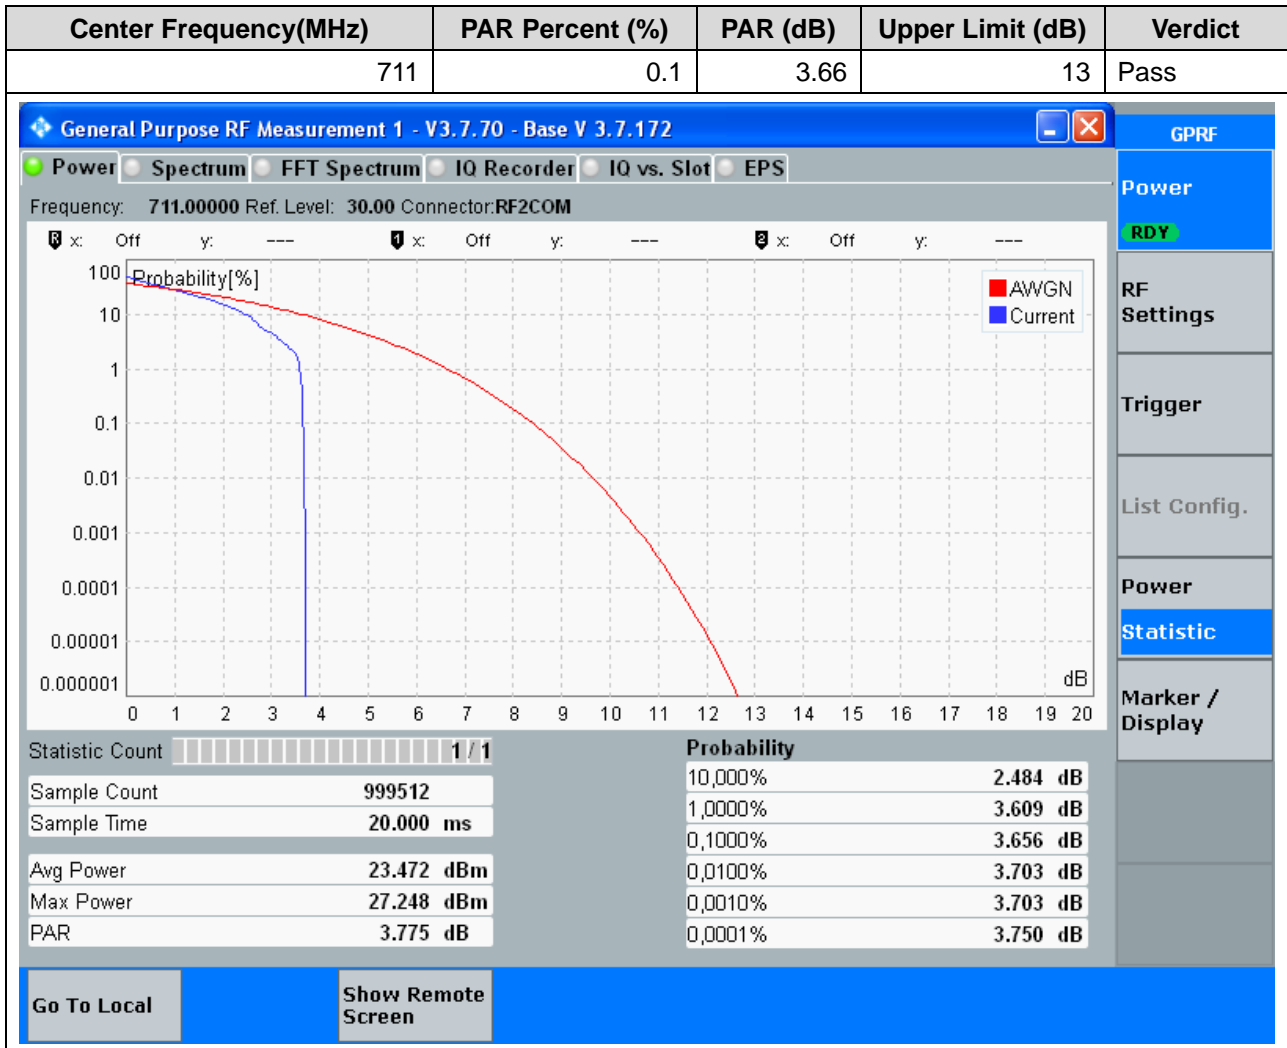 Center Frequency(MHz) PAR Percent (%) PAR (dB) Upper Limit (dB) Verdict
711 0.1 3.66 13 Pass
General Purpose RF Measurement 1 - V3.7.70 - Base V 3.7.172
GPRF
Power Spectrum FFT Spectrum IQ Recorder IQ vs. Slot EPS
Power
RDY
Frequency: 711.00000 Ref. Level: 30.00 Connector:RF2COM
R x: Off y: --- 1 x: Off y: --- 2 x: Off y: ---
Probability[%]
AWGN
Current
100
10
1
0.1
0.01
0.001
0.0001
0.00001
0.000001
dB
0 1 2 3 4 5 6 7 8 9 10 11 12 13 14 15 16 17 18 19 20
RF
Settings
Trigger
List Config.
Power
Statistic
Marker /
Display
Statistic Count 1 / 1
Sample Count 999512
Sample Time 20.000 ms
Avg Power 23.472 dBm
Max Power 27.248 dBm
PAR 3.775 dB
Probability
10,000% 2.484 dB
1,0000% 3.609 dB
0,1000% 3.656 dB
0,0100% 3.703 dB
0,0010% 3.703 dB
0,0001% 3.750 dB
Go To Local
Show Remote
Screen